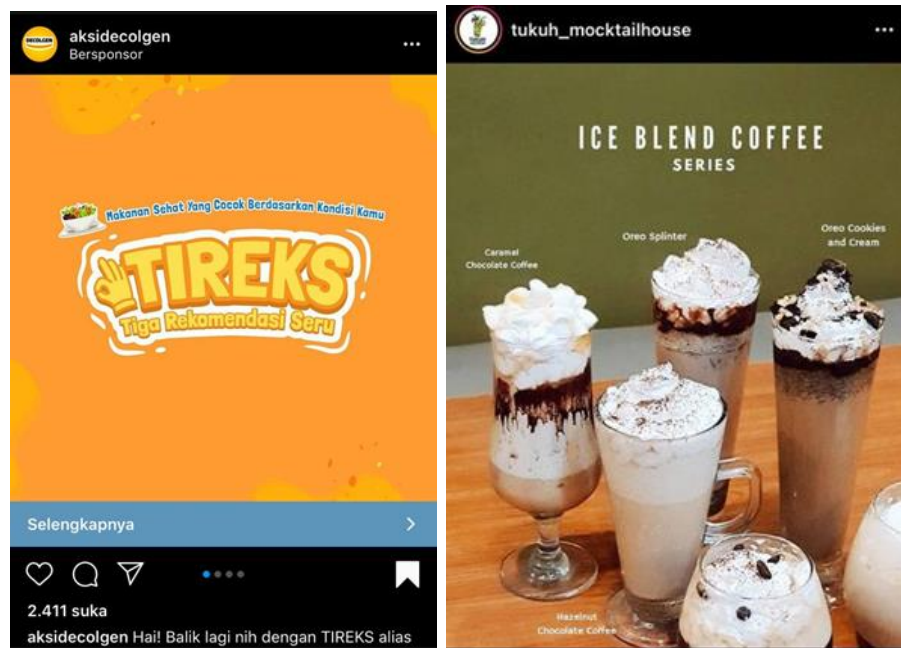 aksidecolgen
Bersponsor
DECOLGEN
Makanan Sehat Yang Cocok Berdasarkan Kondisi Kamu
TIREKS
Tiga Rekomendasi Seru
Selengkapnya
2.411 suka
aksidecolgen Hai! Balik lagi nih dengan TIREKS alias
tukuh_mocktailhouse
ICE BLEND COFFEE
SERIES
Caramel
Chocolate Coffee
Oreo Splinter
Oreo Cookies
and Cream
Hazelnut
Chocolate Coffee